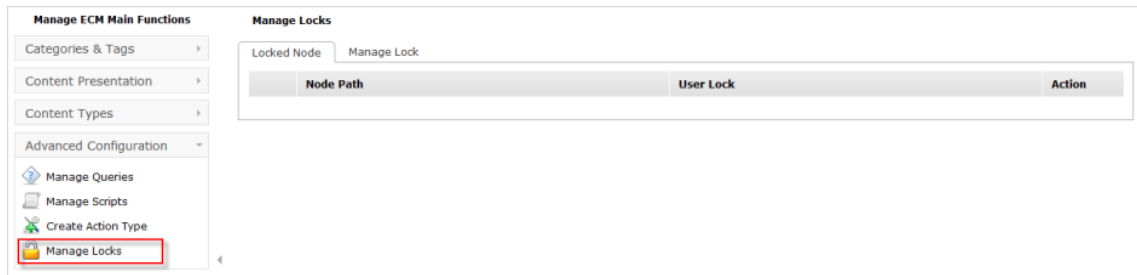 Manage ECM Main Functions
Categories & Tags
Content Presentation
Content Types
Advanced Configuration
Manage Queries
Manage Scripts
Create Action Type
Manage Locks
Manage Locks
Locked Node Manage Lock
Node Path User Lock Action